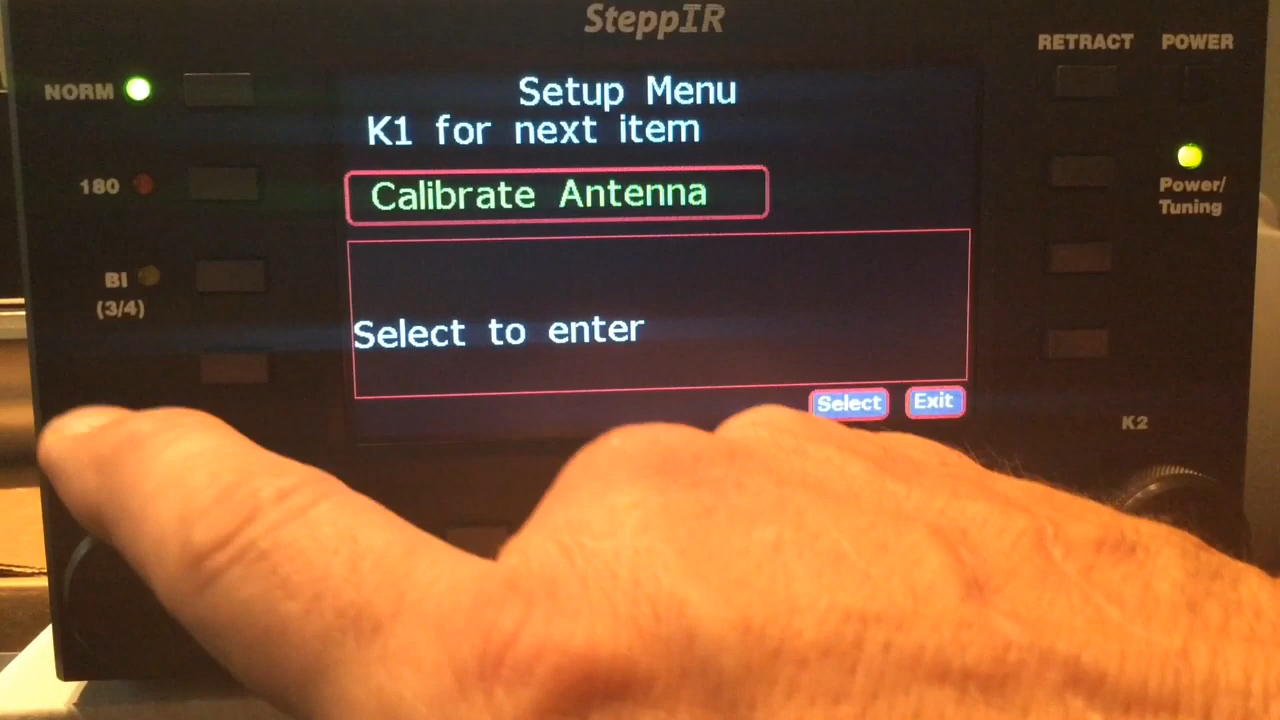 SteppIR
RETRACT POWER
NORM
Setup Menu
K1 for next item
180
Calibrate Antenna
Power/
Tuning
BI
(3/4)
Select to enter
Select Exit
K2